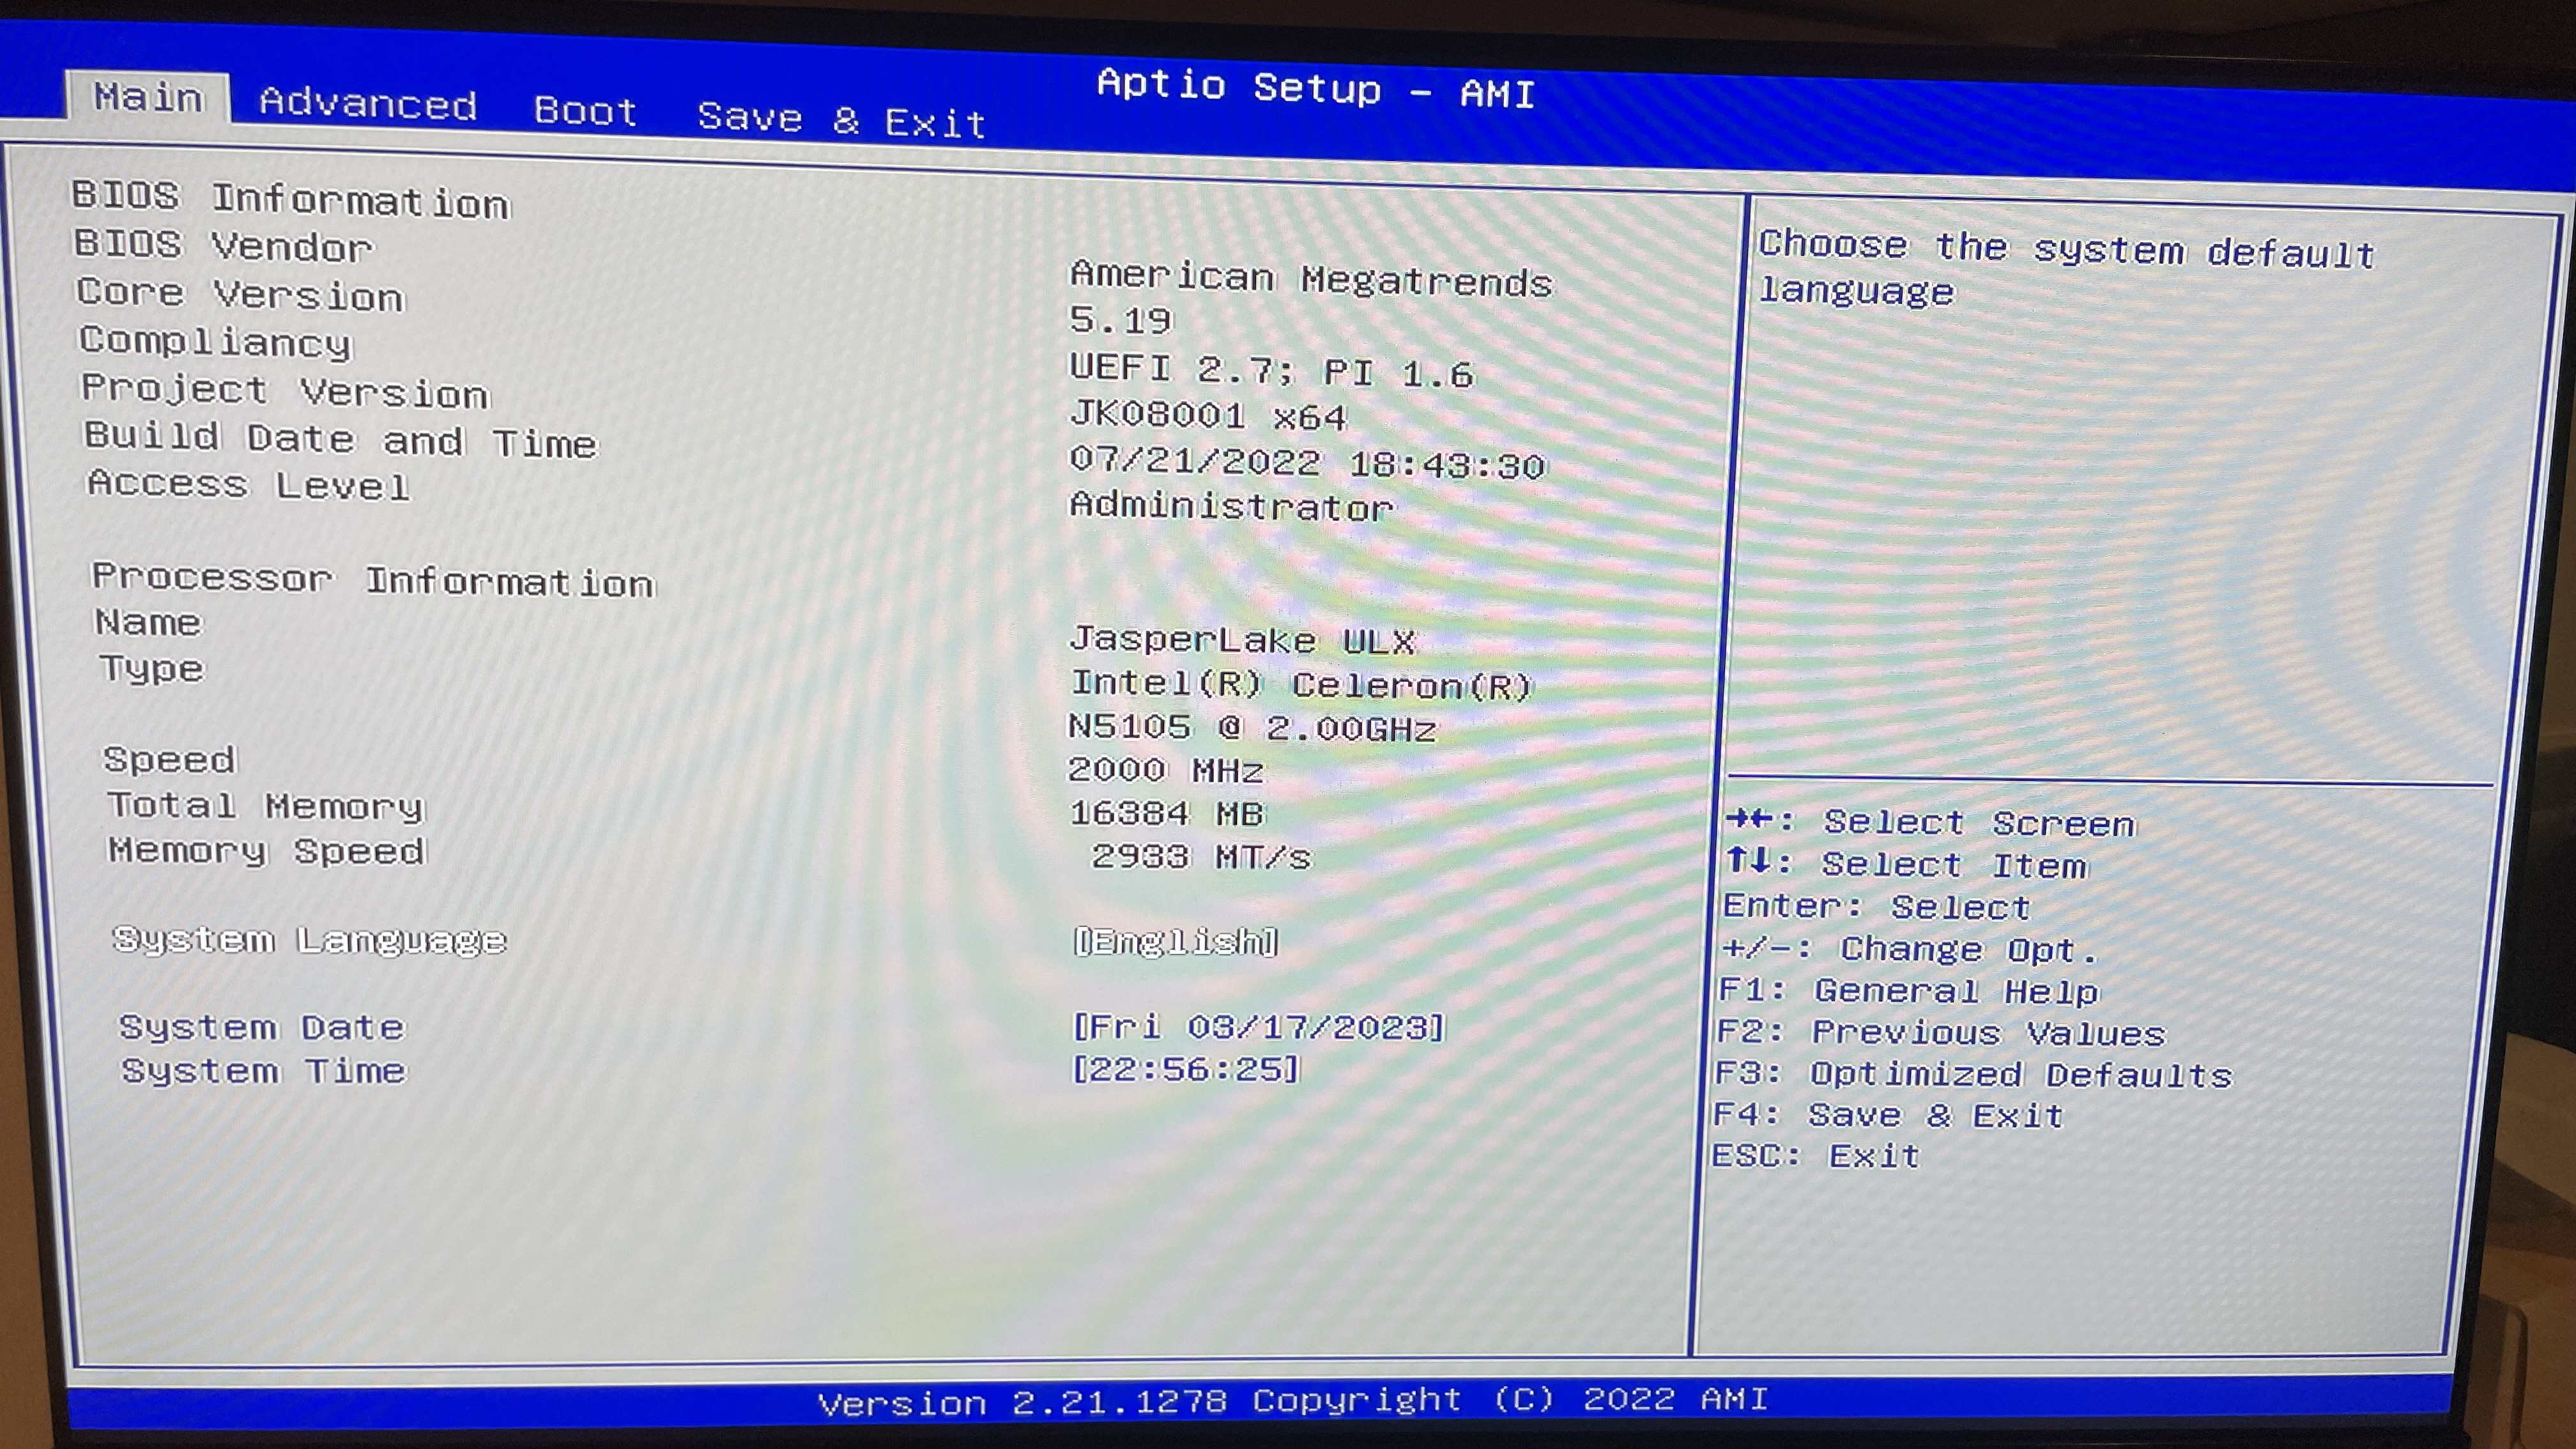 Aptio Setup - AMI
Main Advanced Boot Save & Exit
BIOS Information
BIOS Vendor American Megatrends
Core Version 5.19
Compliancy UEFI 2.7; PI 1.6
Project Version JK08001 x64
Build Date and Time 07/21/2022 18:43:30
Access Level Administrator
Processor Information
Name JasperLake ULX
Type Intel(R) Celeron(R)
N5105 @ 2.00GHz
Speed 2000 MHz
Total Memory 16384 MB
Memory Speed 2933 MT/s
System Language [English]
System Date [Fri 03/17/2023]
System Time [22:56:25]
Choose the system default
language
→←: Select Screen
↑↓: Select Item
Enter: Select
+/-: Change Opt.
F1: General Help
F2: Previous Values
F3: Optimized Defaults
F4: Save & Exit
ESC: Exit
Version 2.21.1278 Copyright (C) 2022 AMI